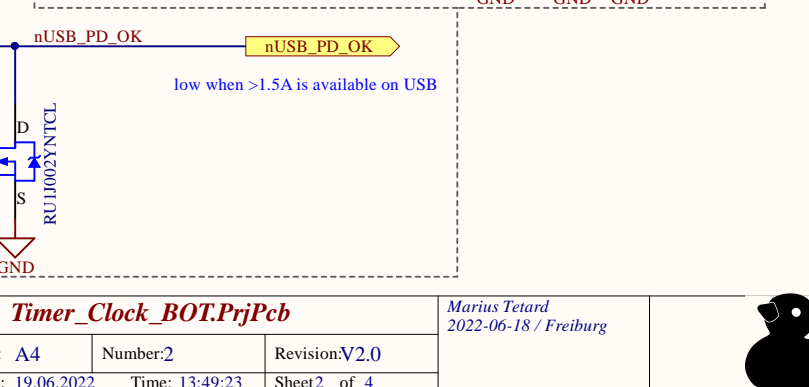 GND GND GND
nUSB_PD_OK
nUSB_PD_OK
low when >1.5A is available on USB
D
RU1J002YNTCL
S
GND
Timer_Clock_BOT.PrjPcb
Marius Tetard
2022-06-18 / Freiburg
: A4
Number:2
Revision:V2.0
: 19.06.2022
Time: 13:49:23
Sheet2 of 4